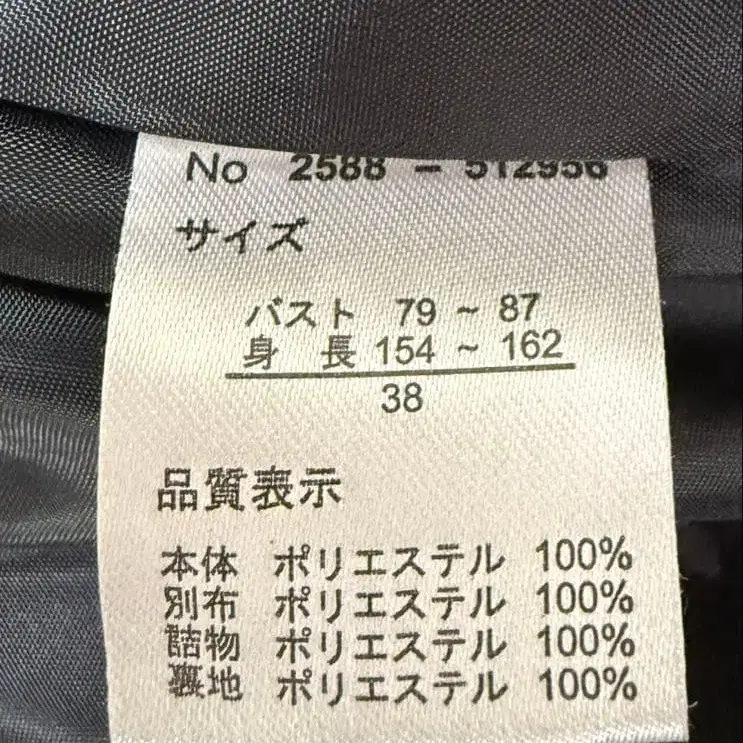 No 2588 - 512956
サイズ
バスト 79 ~ 87
身 長 154 ~ 162
38
品質表示
本体 ポリエステル 100%
別布 ポリエステル 100%
詰物 ポリエステル 100%
裏地 ポリエステル 100%